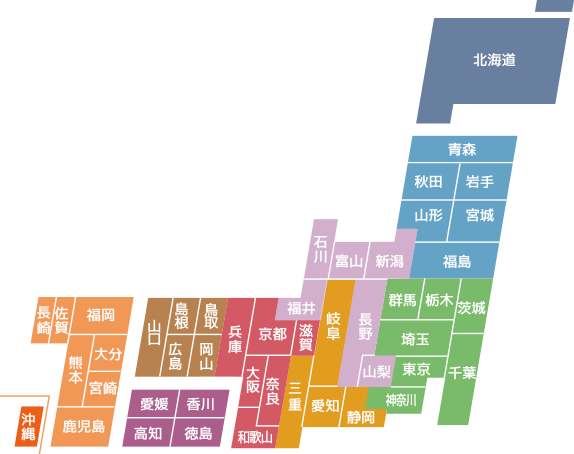 北海道
青森
秋田
岩手
山形
宮城
福島
石川
富山
新潟
福井
岐阜
長野
山梨
群馬
栃木
茨城
埼玉
東京
千葉
神奈川
静岡
愛知
三重
滋賀
京都
兵庫
大阪
奈良
和歌山
鳥取
島根
岡山
広島
山口
愛媛
香川
高知
徳島
福岡
佐賀
長崎
大分
熊本
宮崎
鹿児島
沖縄